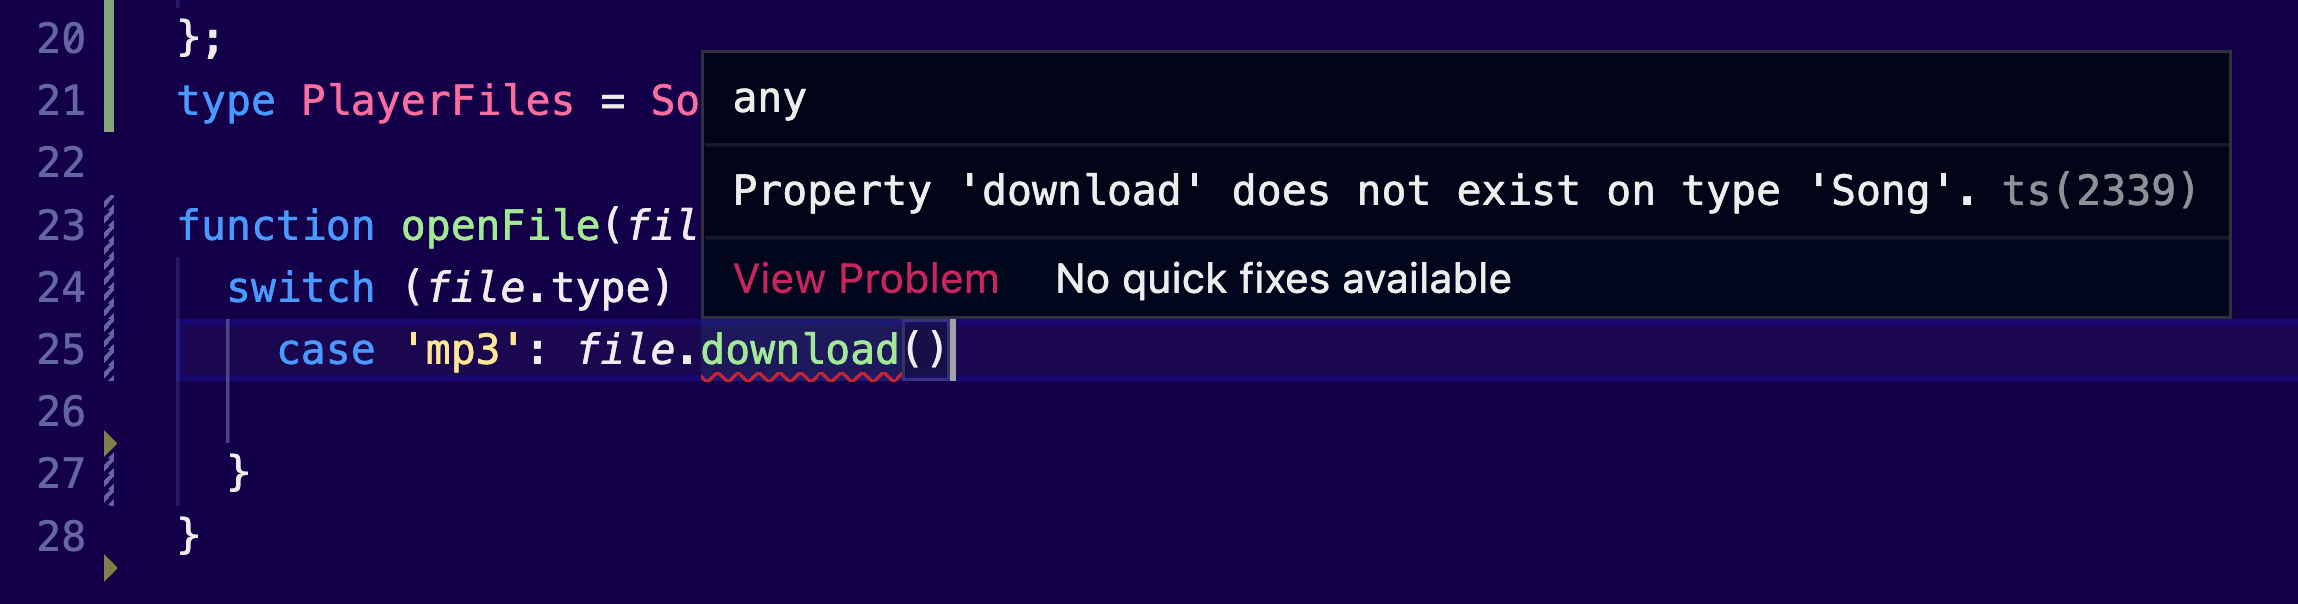 20 };
21 type PlayerFiles = So
22
23 function openFile(fil
24 switch (file.type)
25 case 'mp3': file.download()
26
27 }
28 }
any
Property 'download' does not exist on type 'Song'. ts(2339)
View Problem No quick fixes available